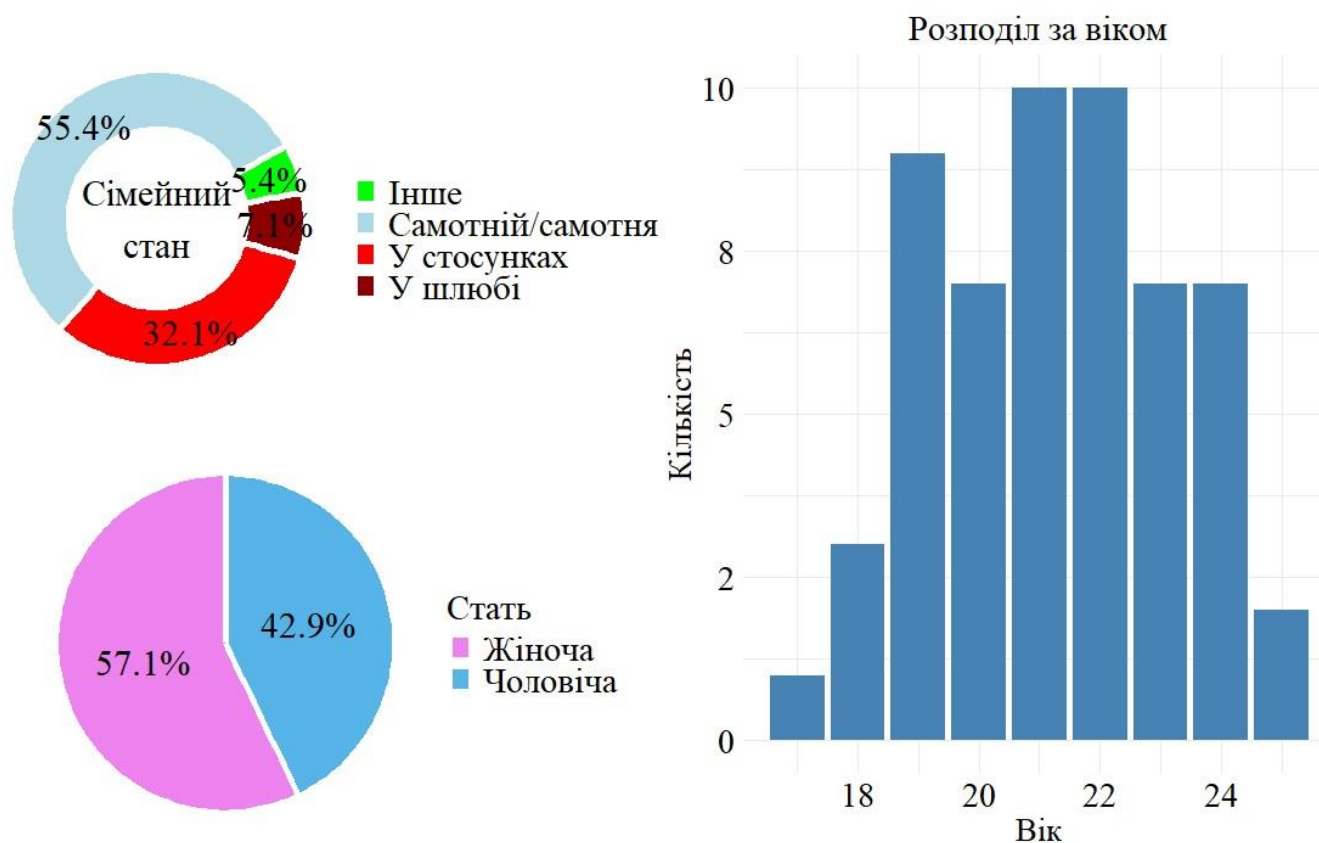 55.4%
5.4%
Сімейний
стан
7.1%
32.1%
Інше
Самотній/самотня
У стосунках
У шлюбі
57.1%
42.9%
Стать
Жіноча
Чоловіча
Розподіл за віком
10
8
5
2
0
Кількість
18 20 22 24
Вік